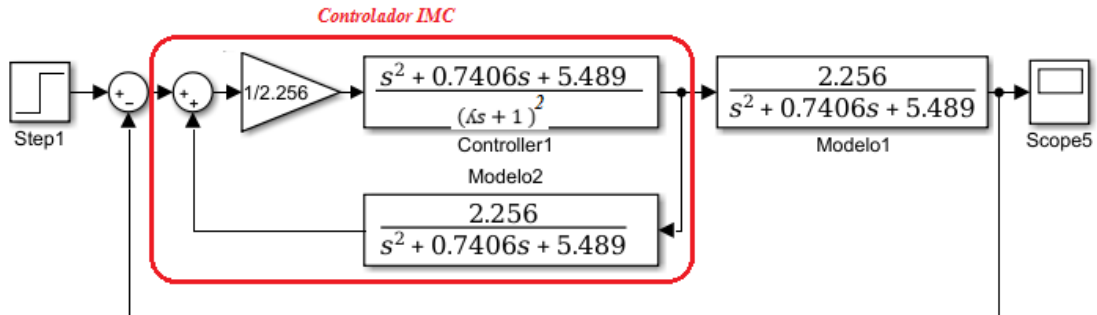 Controlador IMC
Step1
+
−
+
+
1/2.256
s² + 0.7406s + 5.489
(ʎs + 1)²
Controller1
2.256
s² + 0.7406s + 5.489
Modelo1
Scope5
Modelo2
2.256
s² + 0.7406s + 5.489